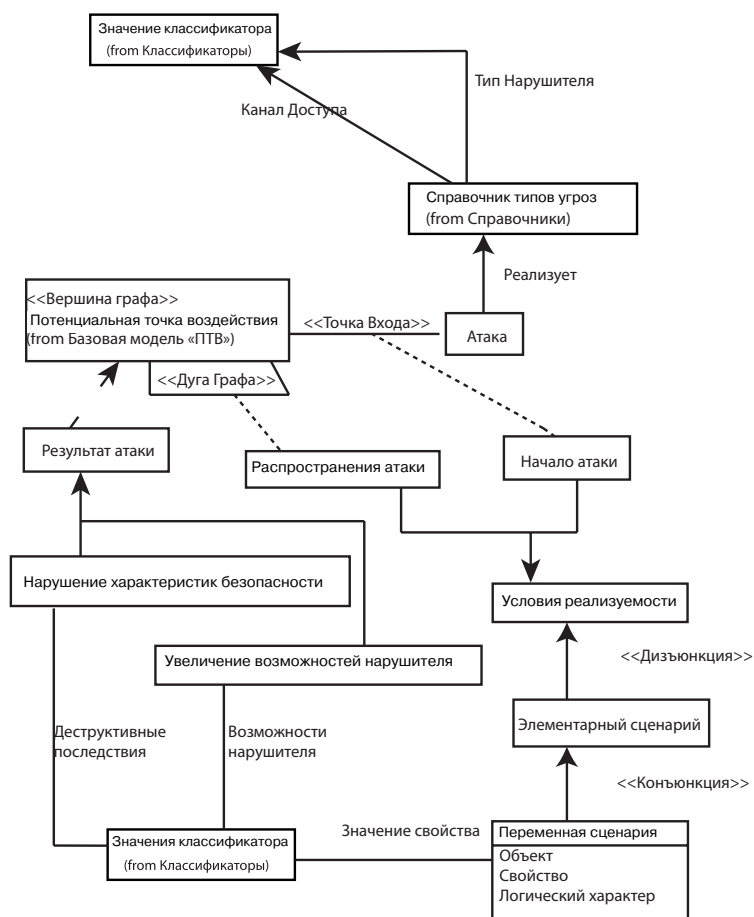 Значение классификатора
(from Классификаторы)
Тип Нарушителя
Канал Доступа
Справочник типов угроз
(from Справочники)
Реализует
<<Вершина графа>>
Потенциальная точка воздействия
(from Базовая модель «ПТВ»)
<<Точка Входа>>
Атака
<<Дуга Графа>>
Результат атаки
Распространения атаки
Начало атаки
Нарушение характеристик безопасности
Условия реализуемости
Увеличение возможностей нарушителя
<<Дизъюнкция>>
Элементарный сценарий
Деструктивные
последствия
Возможности
нарушителя
<<Конъюнкция>>
Значения классификатора
(from Классификаторы)
Значение свойства
Переменная сценария
Объект
Свойство
Логический характер